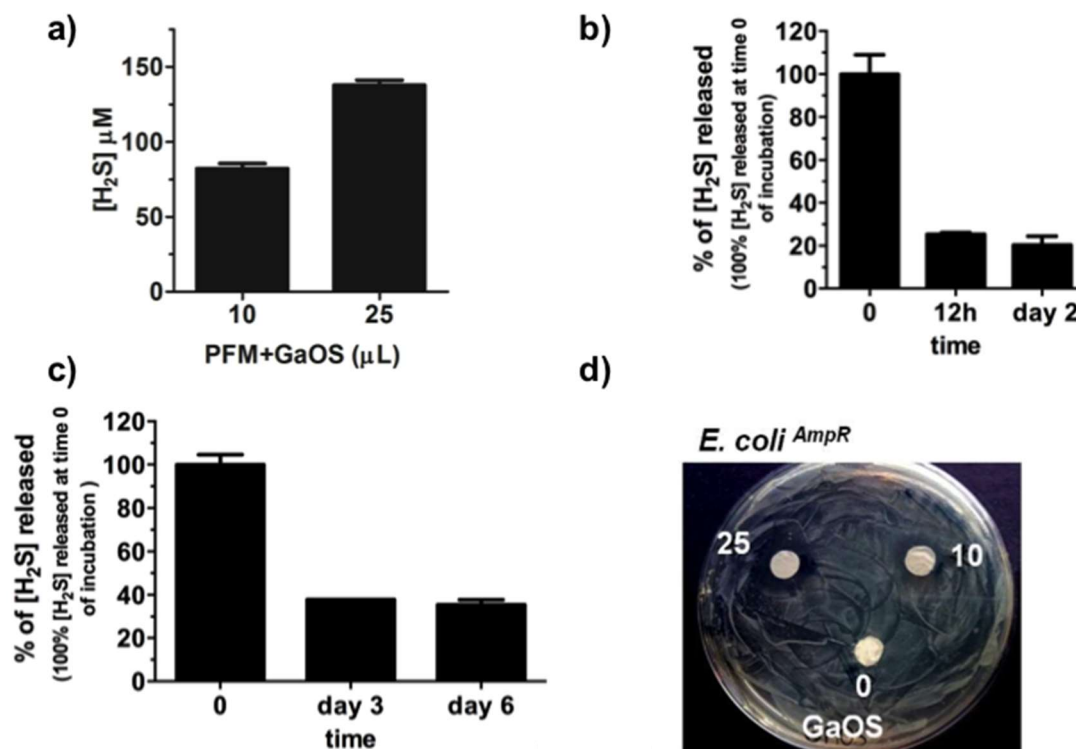 a)
[H₂S] μM
150
100
50
0
10 25
PFM+GaOS (μL)
b)
% of [H₂S] released
(100% [H₂S] released at time 0
of incubation)
120
100
80
60
40
20
0
0 12h day 2
time
c)
% of [H₂S] released
(100% [H₂S] released at time 0
of incubation)
120
100
80
60
40
20
0
0 day 3 day 6
time
d)
E. coli ᴬᵐᵖᴿ
25
10
0
GaOS